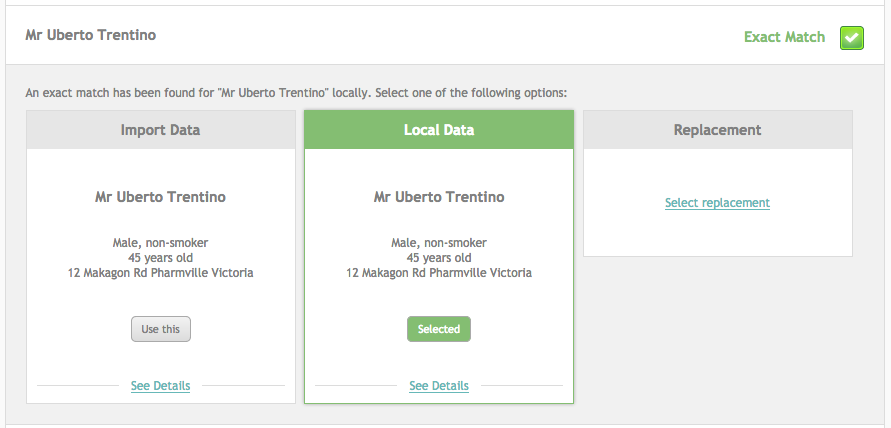 Mr Uberto Trentino
Exact Match
An exact match has been found for "Mr Uberto Trentino" locally. Select one of the following options:
Import Data
Mr Uberto Trentino
Male, non-smoker
45 years old
12 Makagon Rd Pharmville Victoria
Use this
See Details
Local Data
Mr Uberto Trentino
Male, non-smoker
45 years old
12 Makagon Rd Pharmville Victoria
Selected
See Details
Replacement
Select replacement